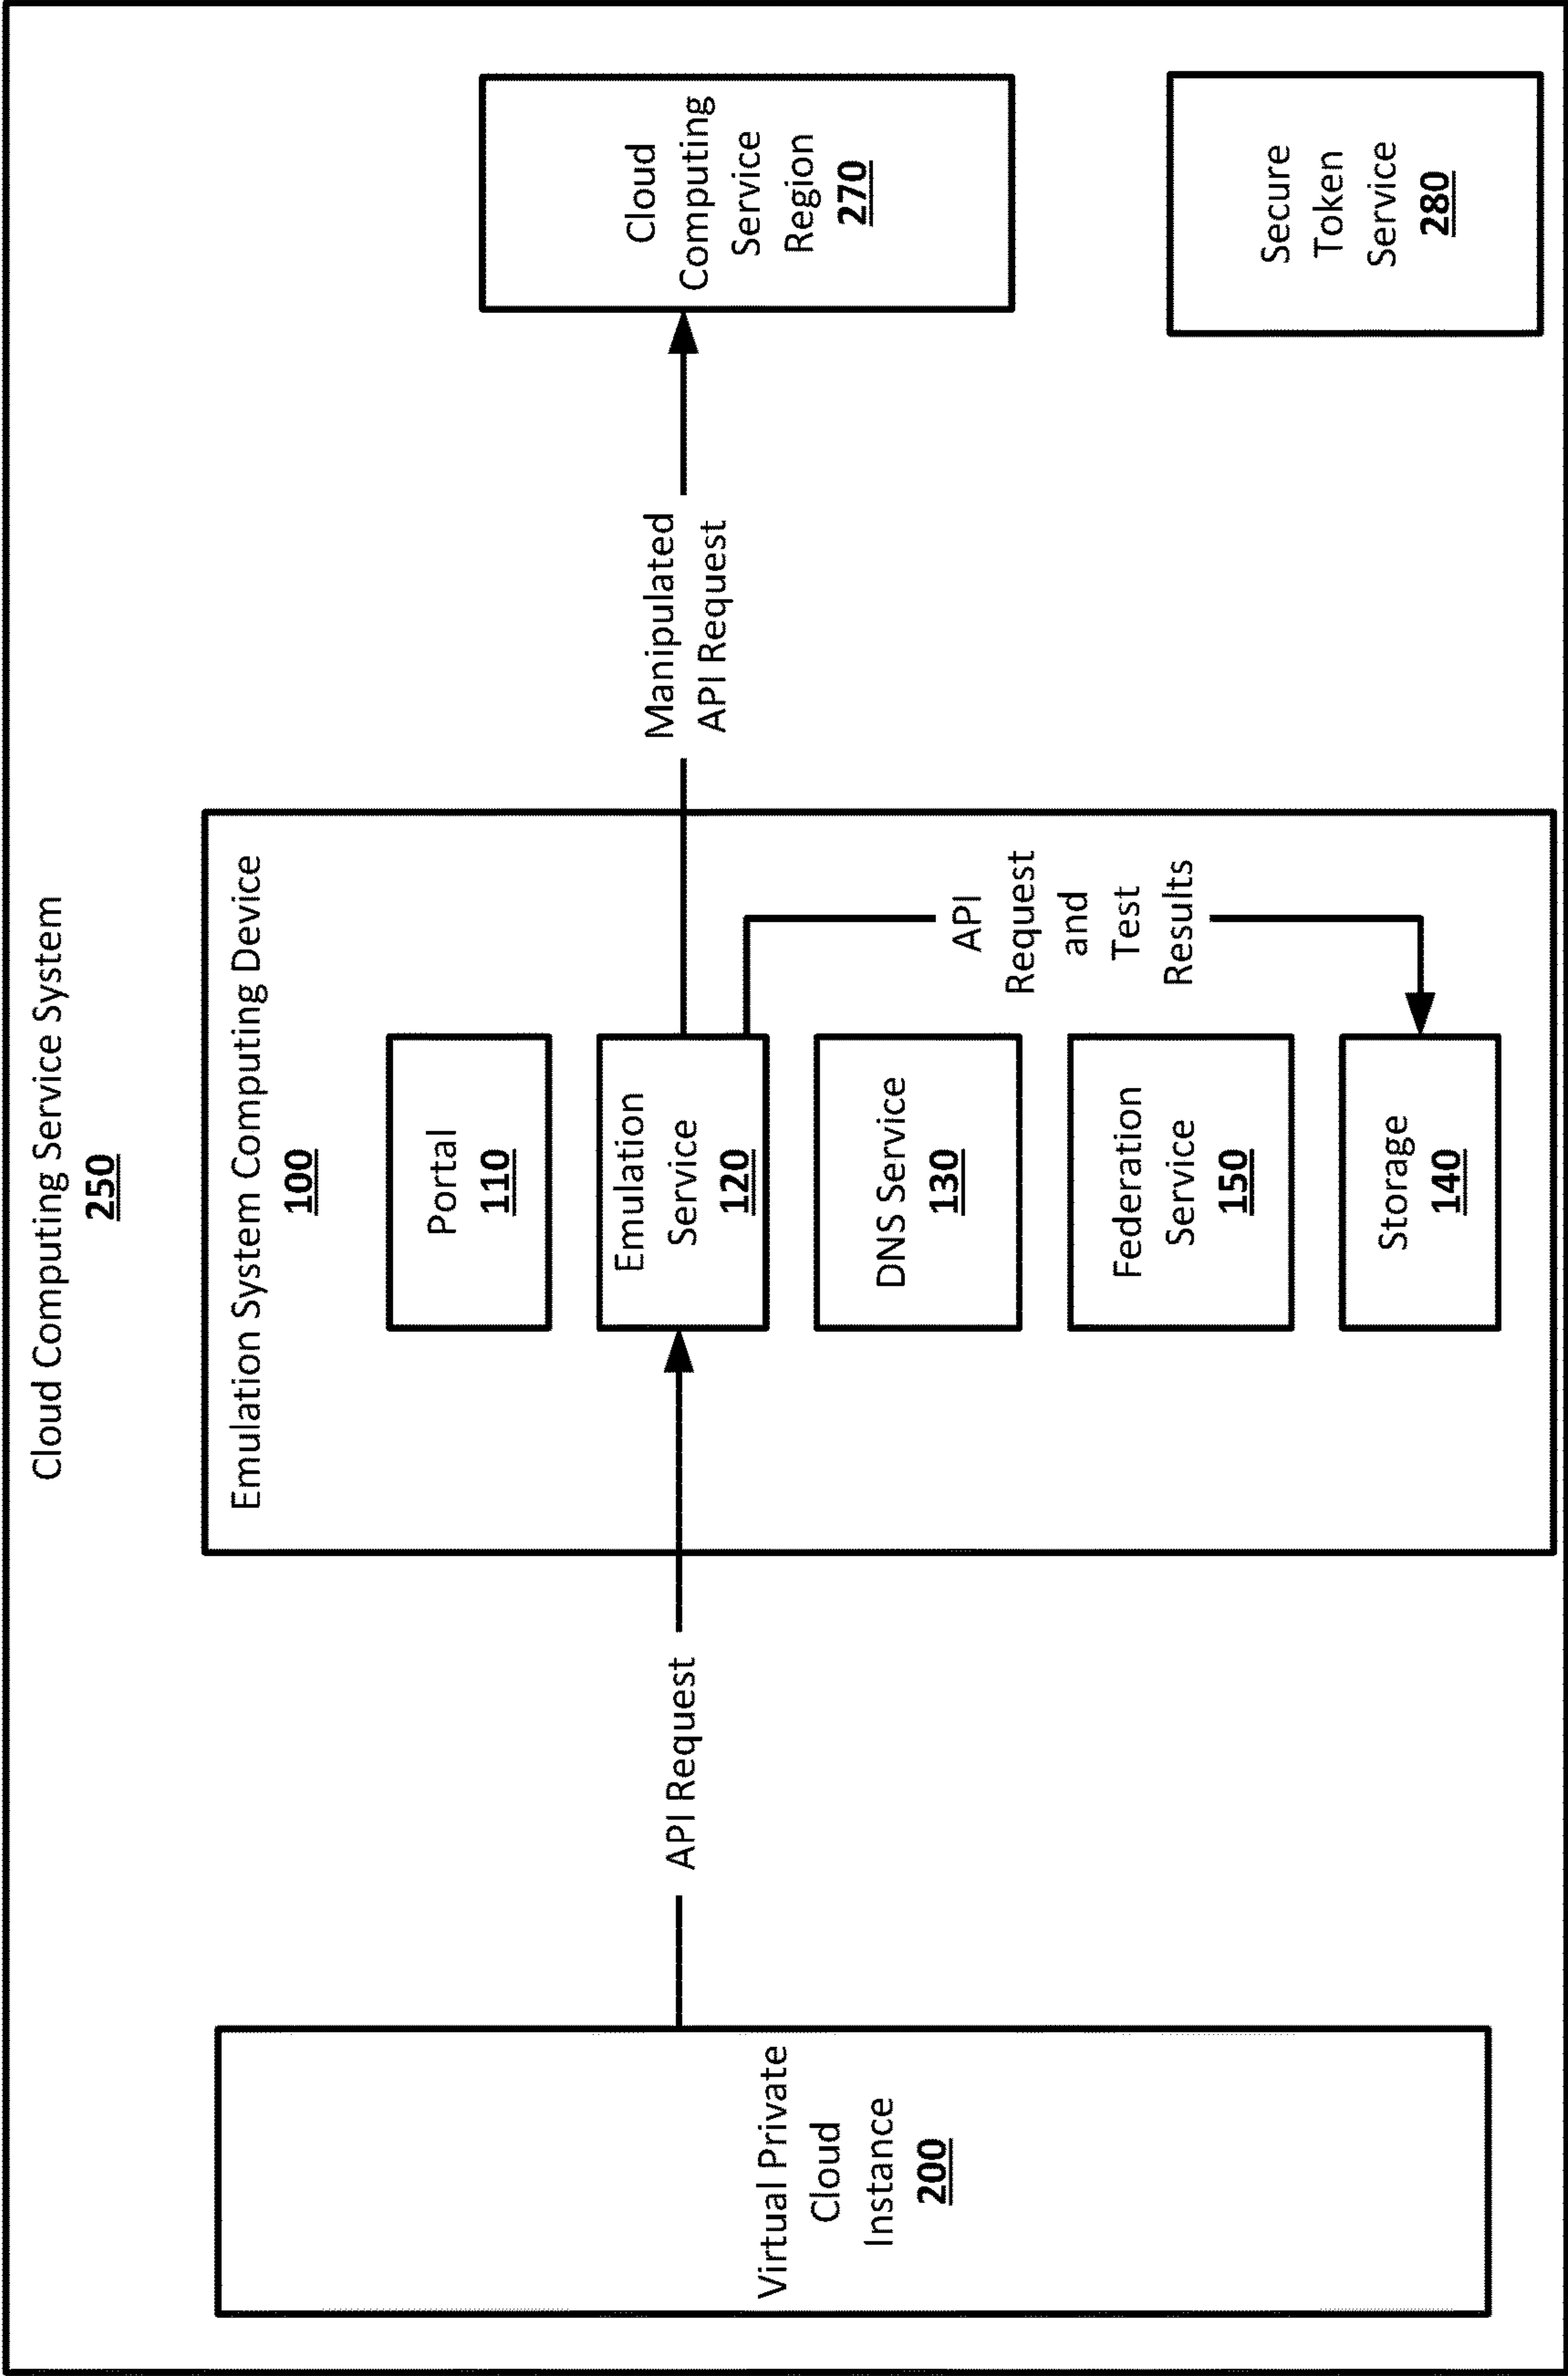 Cloud Computing Service System
250
Emulation System Computing Device
100
Portal
110
Emulation
Service
120
DNS Service
130
Federation
Service
150
Storage
140
API
Request
and
Test
Results
Virtual Private
Cloud
Instance
200
API Request
Manipulated
API Request
Cloud
Computing
Service
Region
270
Secure
Token
Service
280